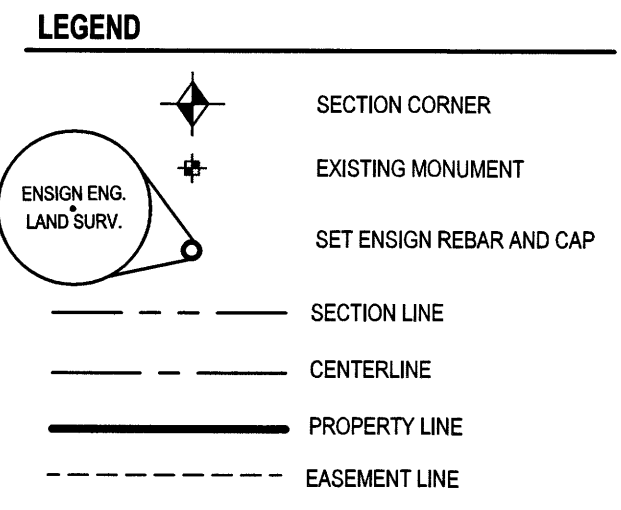 LEGEND
SECTION CORNER
EXISTING MONUMENT
ENSIGN ENG.
LAND SURV.
SET ENSIGN REBAR AND CAP
SECTION LINE
CENTERLINE
PROPERTY LINE
EASEMENT LINE